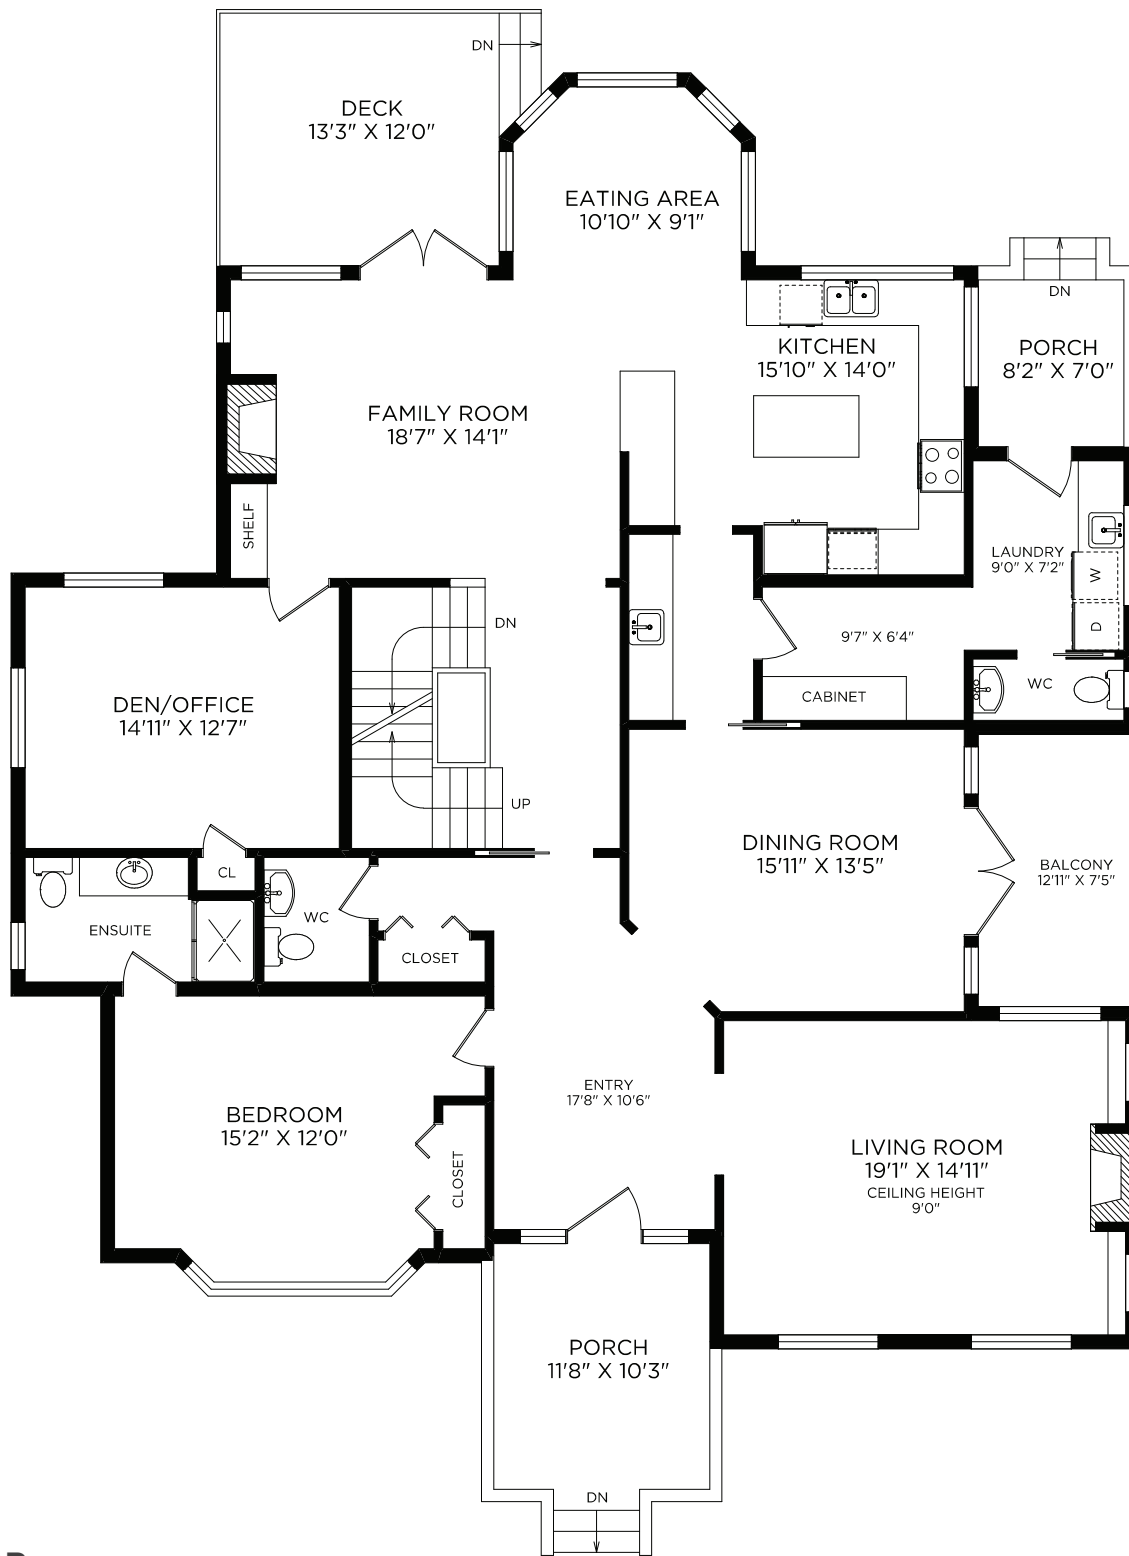 DN
DECK
13'3" X 12'0"
EATING AREA
10'10" X 9'1"
DN
KITCHEN
15'10" X 14'0"
PORCH
8'2" X 7'0"
FAMILY ROOM
18'7" X 14'1"
SHELF
LAUNDRY
9'0" X 7'2"
W
D
DN
9'7" X 6'4"
WC
CABINET
DEN/OFFICE
14'11" X 12'7"
UP
DINING ROOM
15'11" X 13'5"
BALCONY
12'11" X 7'5"
CL
ENSUITE
WC
CLOSET
ENTRY
17'8" X 10'6"
BEDROOM
15'2" X 12'0"
CLOSET
LIVING ROOM
19'1" X 14'11"
CEILING HEIGHT
9'0"
PORCH
11'8" X 10'3"
DN